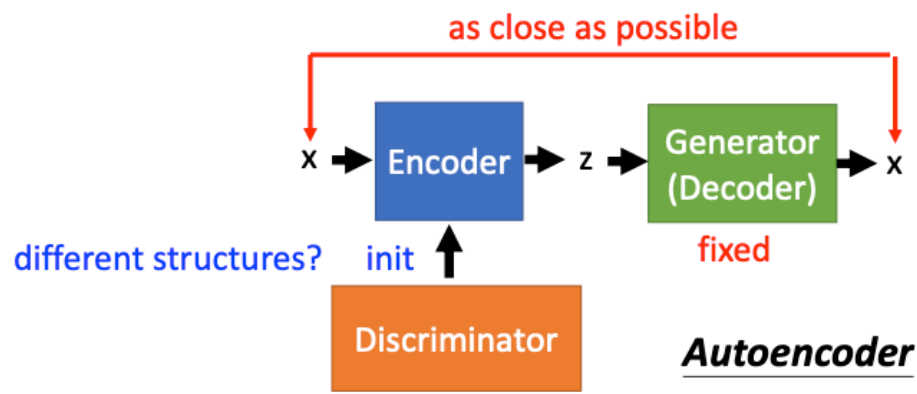 as close as possible
x
Encoder
z
Generator
(Decoder)
x
different structures?
init
fixed
Discriminator
Autoencoder